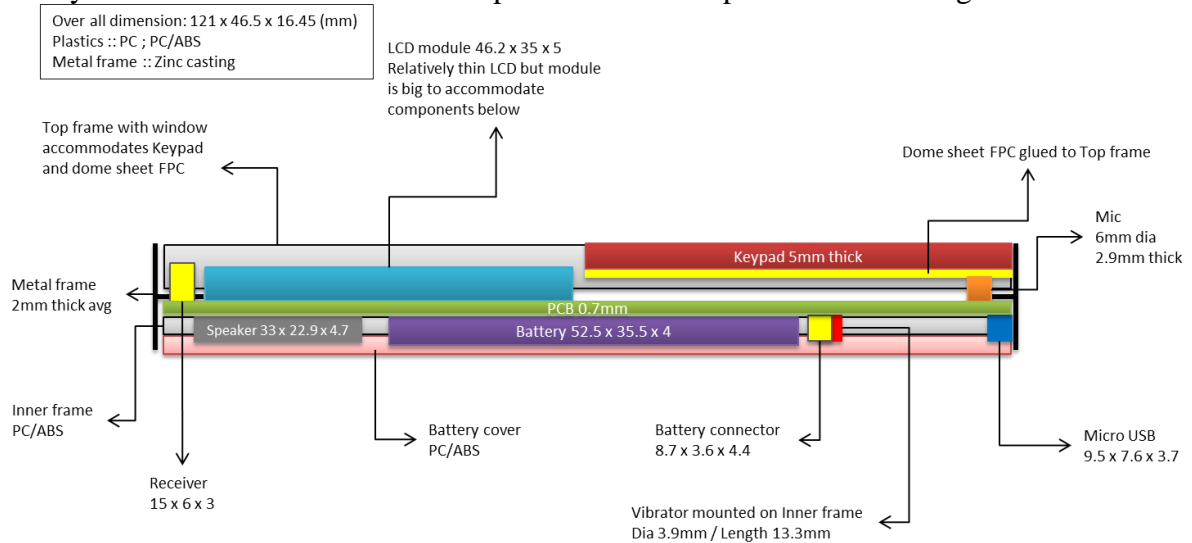 Over all dimension: 121 x 46.5 x 16.45 (mm)
Plastics :: PC ; PC/ABS
Metal frame :: Zinc casting
LCD module 46.2 x 35 x 5
Relatively thin LCD but module
is big to accommodate
components below
Top frame with window
accommodates Keypad
and dome sheet FPC
Dome sheet FPC glued to Top frame
Mic
6mm dia
2.9mm thick
Keypad 5mm thick
Metal frame
2mm thick avg
PCB 0.7mm
Speaker 33 x 22.9 x 4.7
Battery 52.5 x 35.5 x 4
Inner frame
PC/ABS
Battery cover
PC/ABS
Battery connector
8.7 x 3.6 x 4.4
Micro USB
9.5 x 7.6 x 3.7
Receiver
15 x 6 x 3
Vibrator mounted on Inner frame
Dia 3.9mm / Length 13.3mm